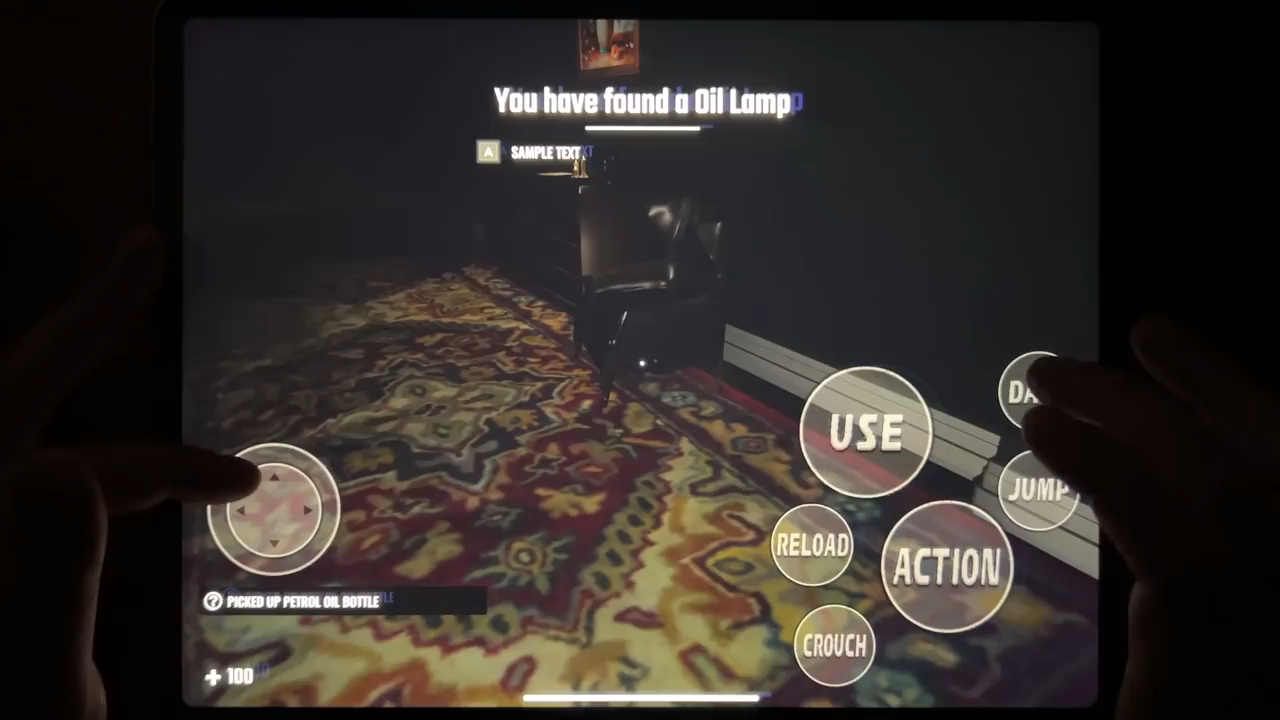 You have found a Oil Lamp
A SAMPLE TEXT
USE
JUMP
RELOAD
ACTION
PICKED UP PETROL OIL BOTTLE
CROUCH
+ 100